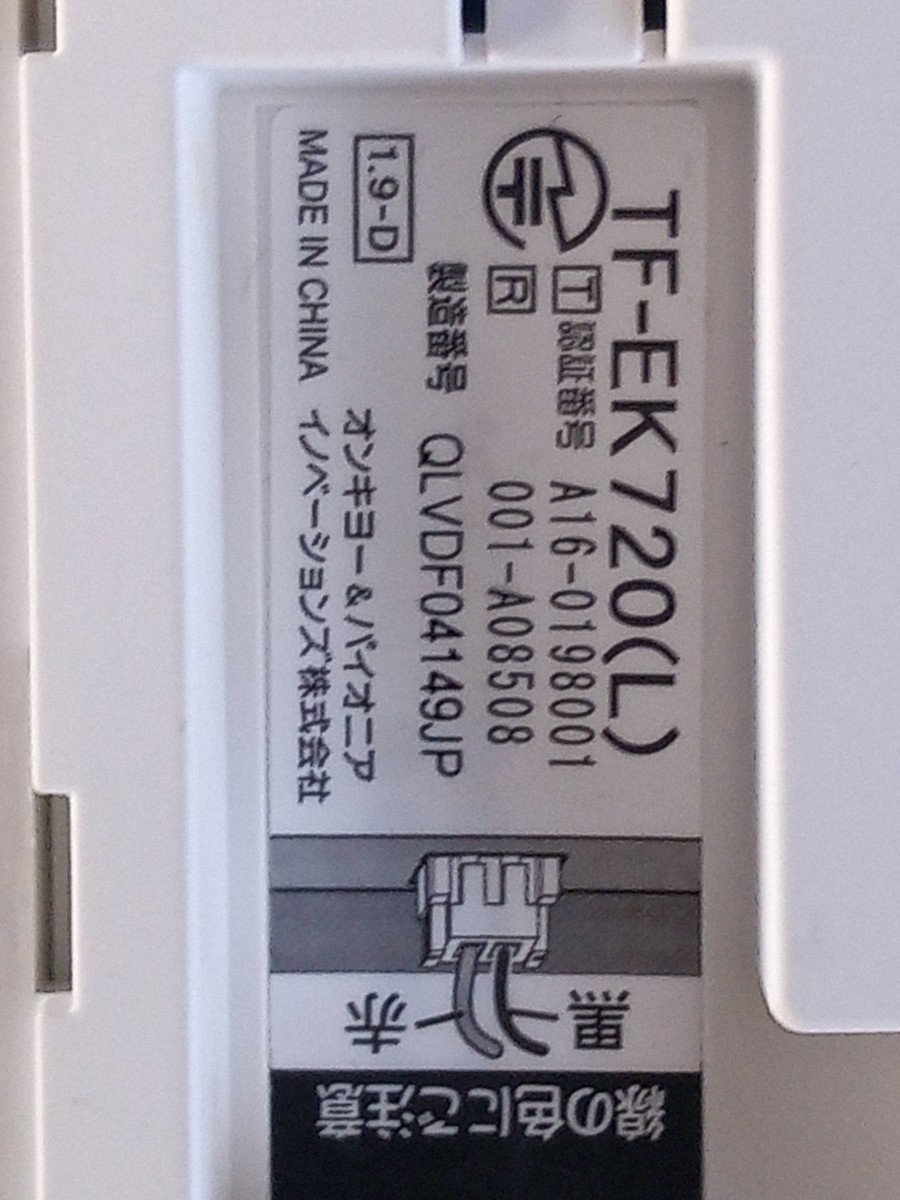 TF-EK720(L)
T 認証番号 A16-0198001
R 001-A08508
製造番号 QLVDF04149JP
1.9-D
オンキヨー&パイオニア
MADE IN CHINA イノベーションズ株式会社
黒 赤
線の色にご注意